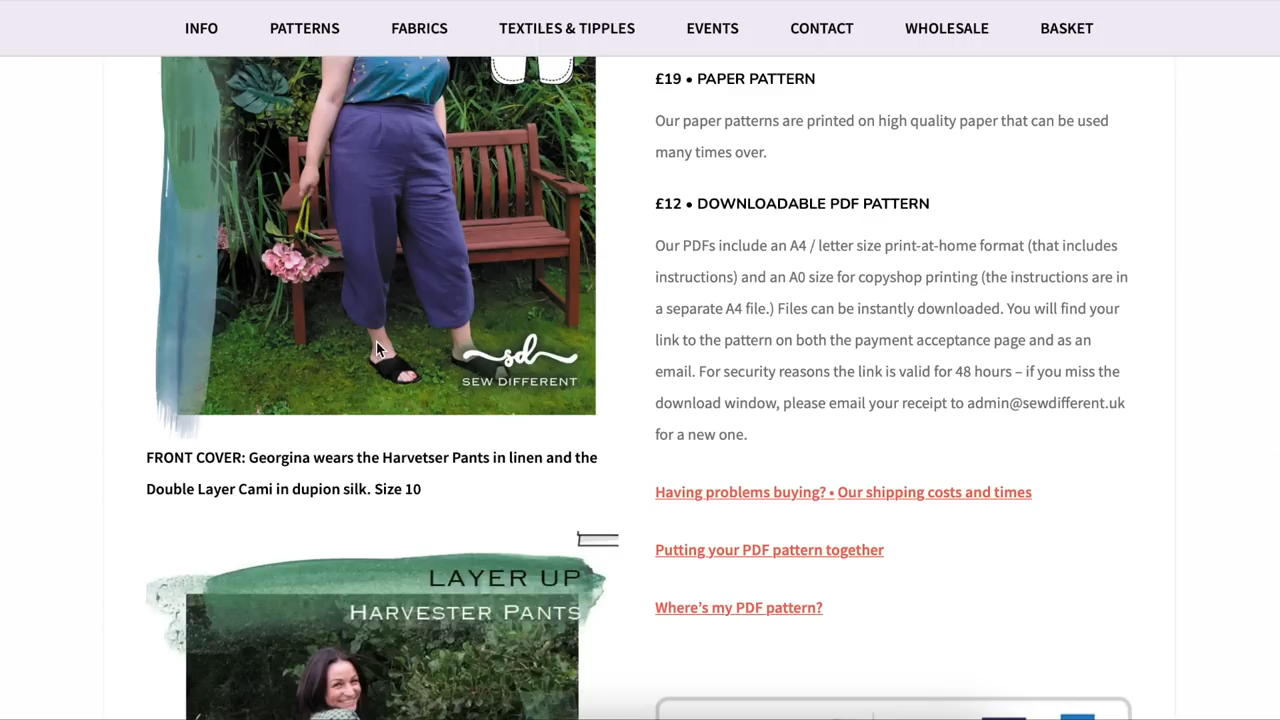 INFO PATTERNS FABRICS TEXTILES & TIPPLES EVENTS CONTACT WHOLESALE BASKET
sd
SEW DIFFERENT
FRONT COVER: Georgina wears the Harvetser Pants in linen and the
Double Layer Cami in dupion silk. Size 10
LAYER UP
HARVESTER PANTS
£19 • PAPER PATTERN
Our paper patterns are printed on high quality paper that can be used
many times over.
£12 • DOWNLOADABLE PDF PATTERN
Our PDFs include an A4 / letter size print-at-home format (that includes
instructions) and an A0 size for copyshop printing (the instructions are in
a separate A4 file.) Files can be instantly downloaded. You will find your
link to the pattern on both the payment acceptance page and as an
email. For security reasons the link is valid for 48 hours – if you miss the
download window, please email your receipt to admin@sewdifferent.uk
for a new one.
Having problems buying? • Our shipping costs and times
Putting your PDF pattern together
Where's my PDF pattern?